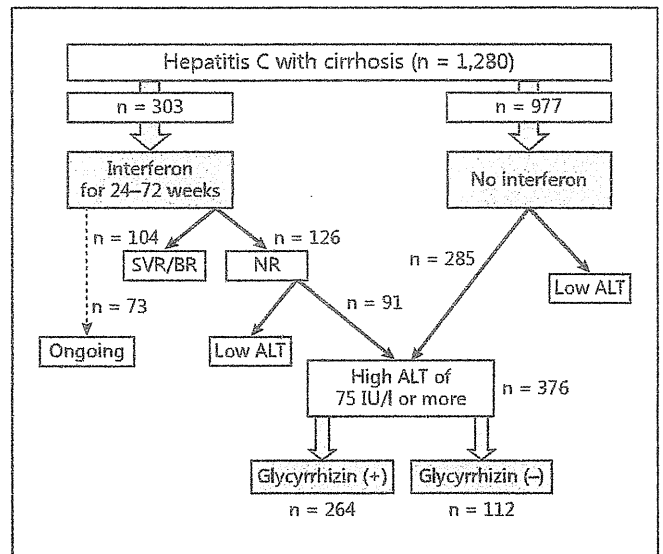 Hepatitis C with cirrhosis (n = 1,280)
n = 303
n = 977
Interferon
for 24–72 weeks
No interferon
n = 104
n = 126
SVR/BR
NR
n = 285
Low ALT
n = 73
n = 91
Ongoing
Low ALT
High ALT of
75 IU/l or more
n = 376
Glycyrrhizin (+)
Glycyrrhizin (–)
n = 264
n = 112